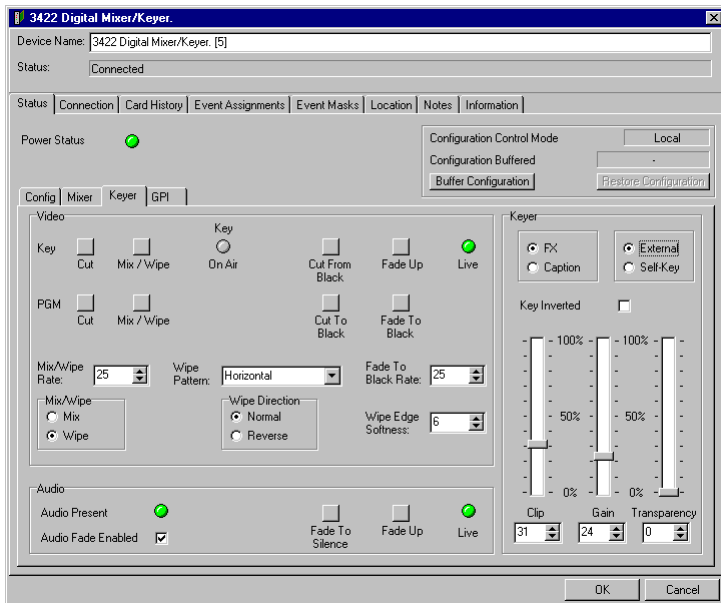 3422 Digital Mixer/Keyer.
Device Name: 3422 Digital Mixer/Keyer. [5]
Status: Connected
Status Connection Card History Event Assignments Event Masks Location Notes Information
Power Status
Configuration Control Mode Local
Configuration Buffered -
Buffer Configuration Restore Configuration
Config Mixer Keyer GPI
Video
Key
Key
Cut Mix / Wipe On Air Cut From Black Fade Up Live
PGM
Cut Mix / Wipe Cut To Black Fade To Black
Mix/Wipe Rate: 25 Wipe Pattern: Horizontal Fade To Black Rate: 25
Mix/Wipe
Mix
Wipe
Wipe Direction
Normal
Reverse
Wipe Edge Softness: 6
Audio
Audio Present
Audio Fade Enabled
Fade To Silence Fade Up Live
Keyer
FX External
Caption Self-Key
Key Inverted
100% 100%
50% 50%
0% 0%
Clip Gain Transparency
31 24 0
OK Cancel